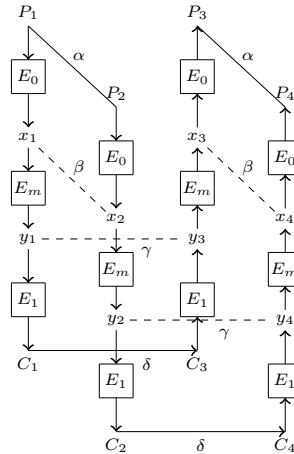 P₁ P₃
α α
E₀ P₂ E₀ P₄
x₁ E₀ x₃ E₀
β β
Eₘ x₂ Eₘ x₄
y₁ γ y₃
E₁ Eₘ E₁ Eₘ
y₂ γ y₄
C₁ δ C₃
E₁ E₁
C₂ δ C₄